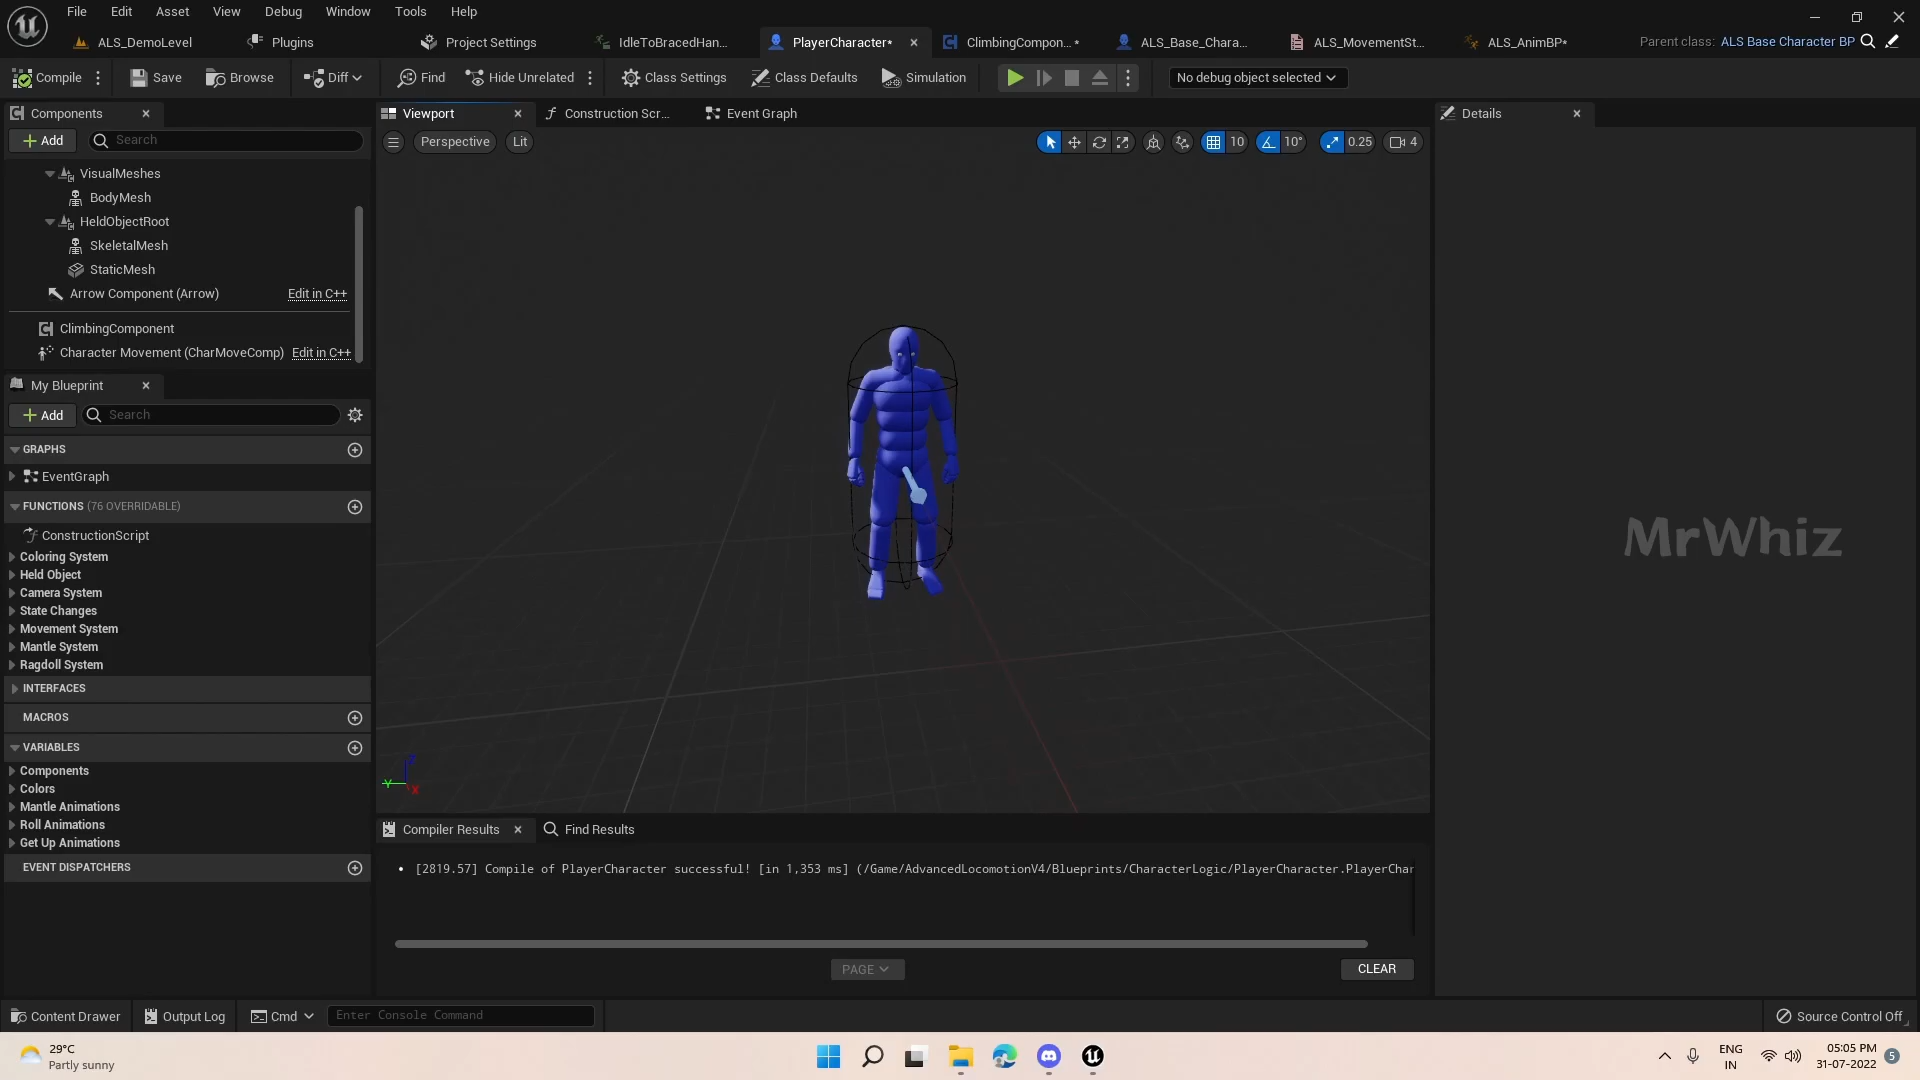 File Edit Asset View Debug Window Tools Help
ALS_DemoLevel Plugins Project Settings IdleToBracedHan... PlayerCharacter* ClimbingCompon...* ALS_Base_Chara... ALS_MovementSt... ALS_AnimBP* Parent class: ALS Base Character BP
Compile Save Browse Diff Find Hide Unrelated Class Settings Class Defaults Simulation No debug object selected
Components Viewport Construction Scr... Event Graph Details
Add Search Perspective Lit 10 10° 0.25 4
VisualMeshes
BodyMesh
HeldObjectRoot
SkeletalMesh
StaticMesh
Arrow Component (Arrow) Edit in C++
ClimbingComponent
Character Movement (CharMoveComp) Edit in C++
My Blueprint
Add Search
GRAPHS
EventGraph
FUNCTIONS (76 OVERRIDABLE)
ConstructionScript
Coloring System
Held Object
Camera System
State Changes
Movement System
Mantle System
Ragdoll System
INTERFACES
MACROS
VARIABLES
Components
Colors
Mantle Animations
Roll Animations
Get Up Animations
EVENT DISPATCHERS
Z
Y
X
MrWhiz
Compiler Results Find Results
• [2819.57] Compile of PlayerCharacter successful! [in 1,353 ms] (/Game/AdvancedLocomotionV4/Blueprints/CharacterLogic/PlayerCharacter.PlayerChar
PAGE CLEAR
Content Drawer Output Log Cmd Enter Console Command Source Control Off
29°C
Partly sunny
ENG
IN
05:05 PM
31-07-2022
5